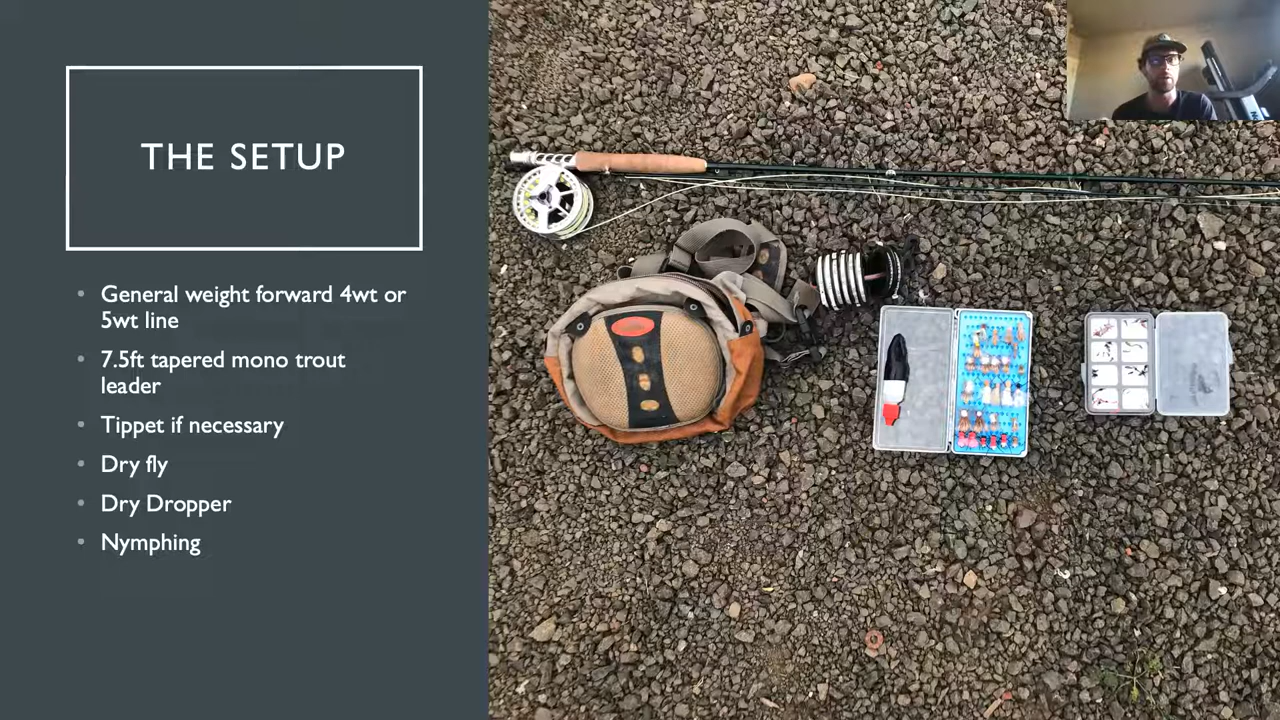 THE SETUP
General weight forward 4wt or
5wt line
7.5ft tapered mono trout
leader
Tippet if necessary
Dry fly
Dry Dropper
Nymphing